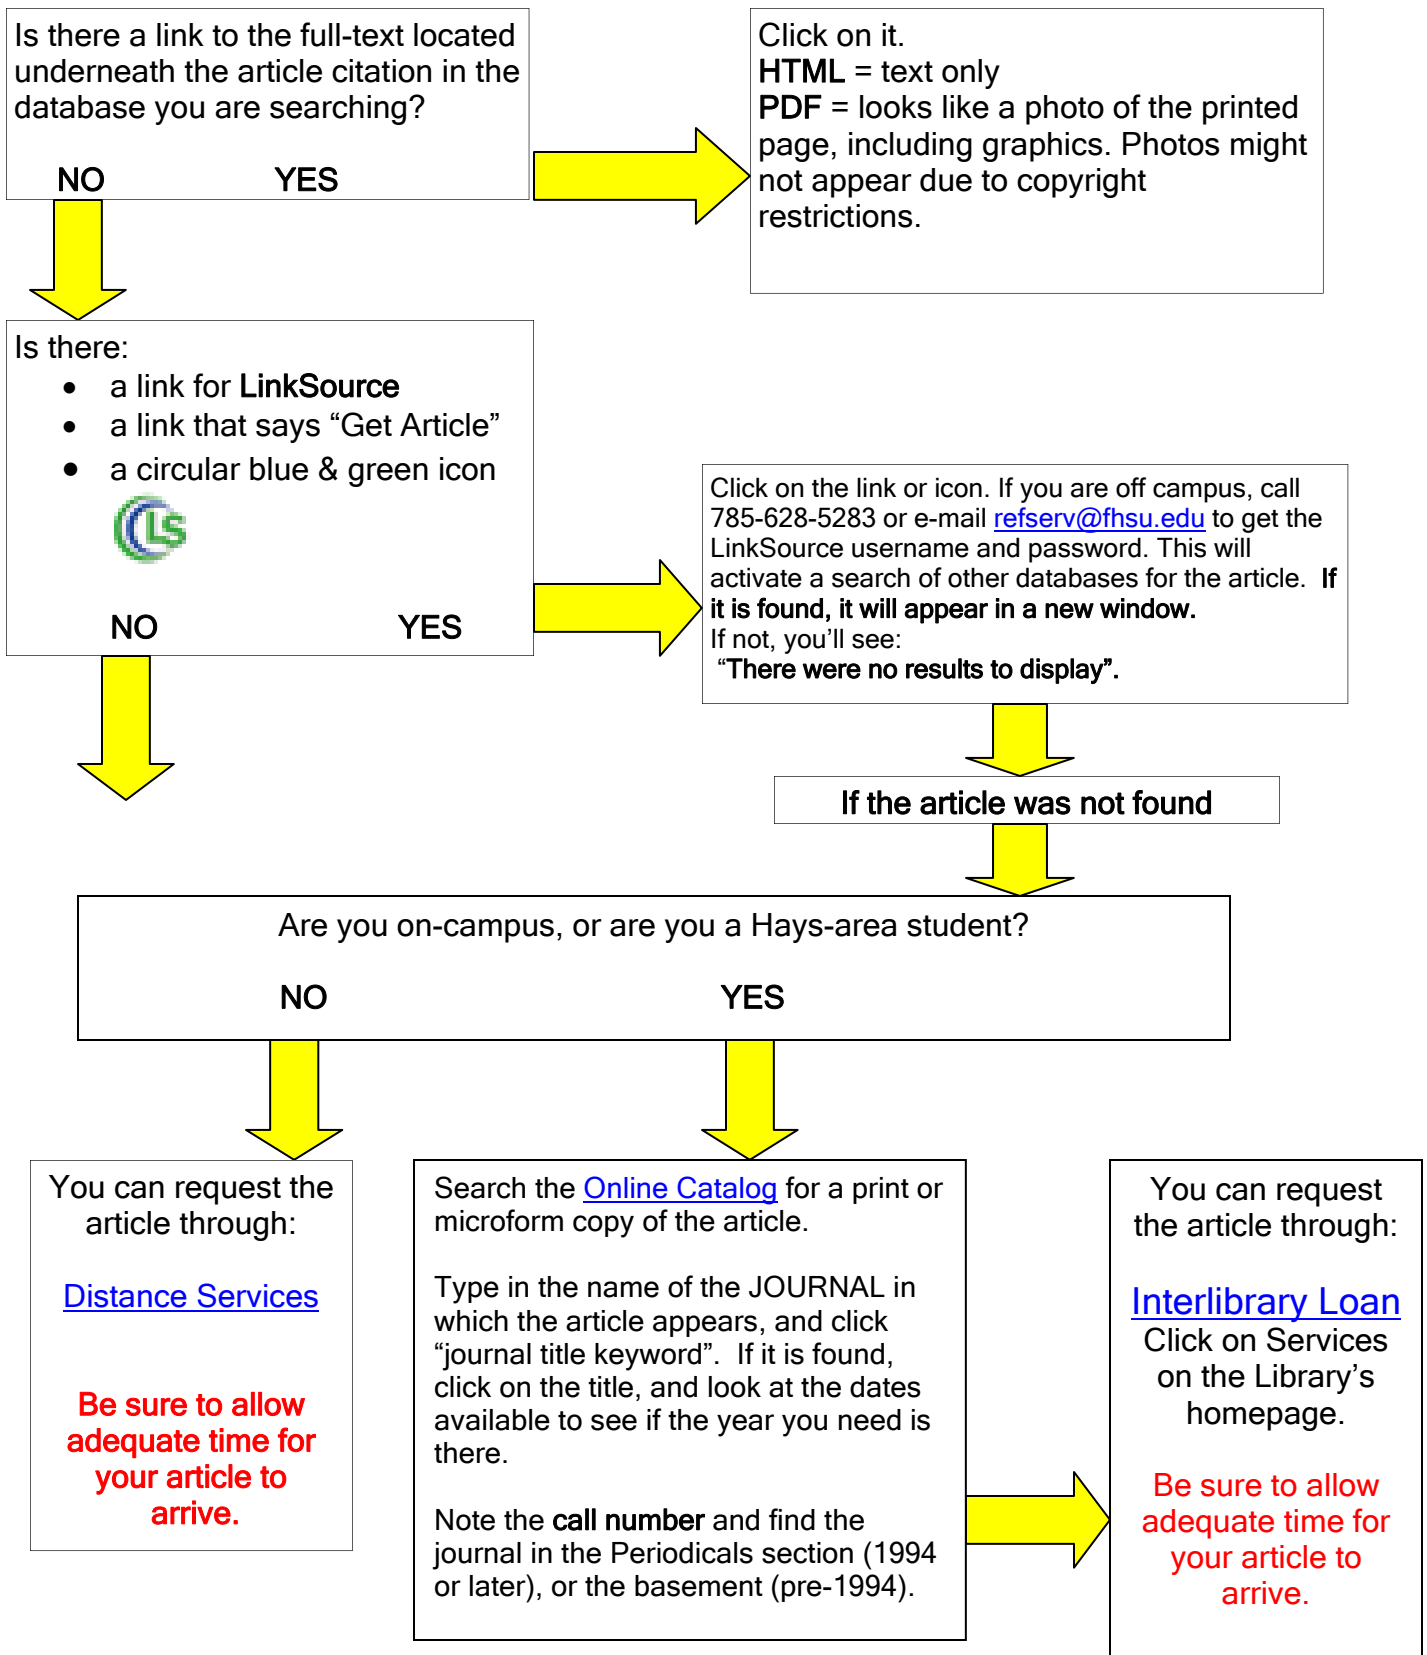 Is there a link to the full-text located
underneath the article citation in the
database you are searching?
NO YES
Click on it.
HTML = text only
PDF = looks like a photo of the printed
page, including graphics. Photos might
not appear due to copyright
restrictions.
Is there:
• a link for LinkSource
• a link that says “Get Article”
• a circular blue & green icon
LS
NO YES
Click on the link or icon. If you are off campus, call
785-628-5283 or e-mail refserv@fhsu.edu to get the
LinkSource username and password. This will
activate a search of other databases for the article. If
it is found, it will appear in a new window.
If not, you’ll see:
“There were no results to display”.
If the article was not found
Are you on-campus, or are you a Hays-area student?
NO YES
You can request the
article through:
Distance Services
Be sure to allow
adequate time for
your article to
arrive.
Search the Online Catalog for a print or
microform copy of the article.
Type in the name of the JOURNAL in
which the article appears, and click
“journal title keyword”. If it is found,
click on the title, and look at the dates
available to see if the year you need is
there.
Note the call number and find the
journal in the Periodicals section (1994
or later), or the basement (pre-1994).
You can request
the article through:
Interlibrary Loan
Click on Services
on the Library’s
homepage.
Be sure to allow
adequate time for
your article to
arrive.